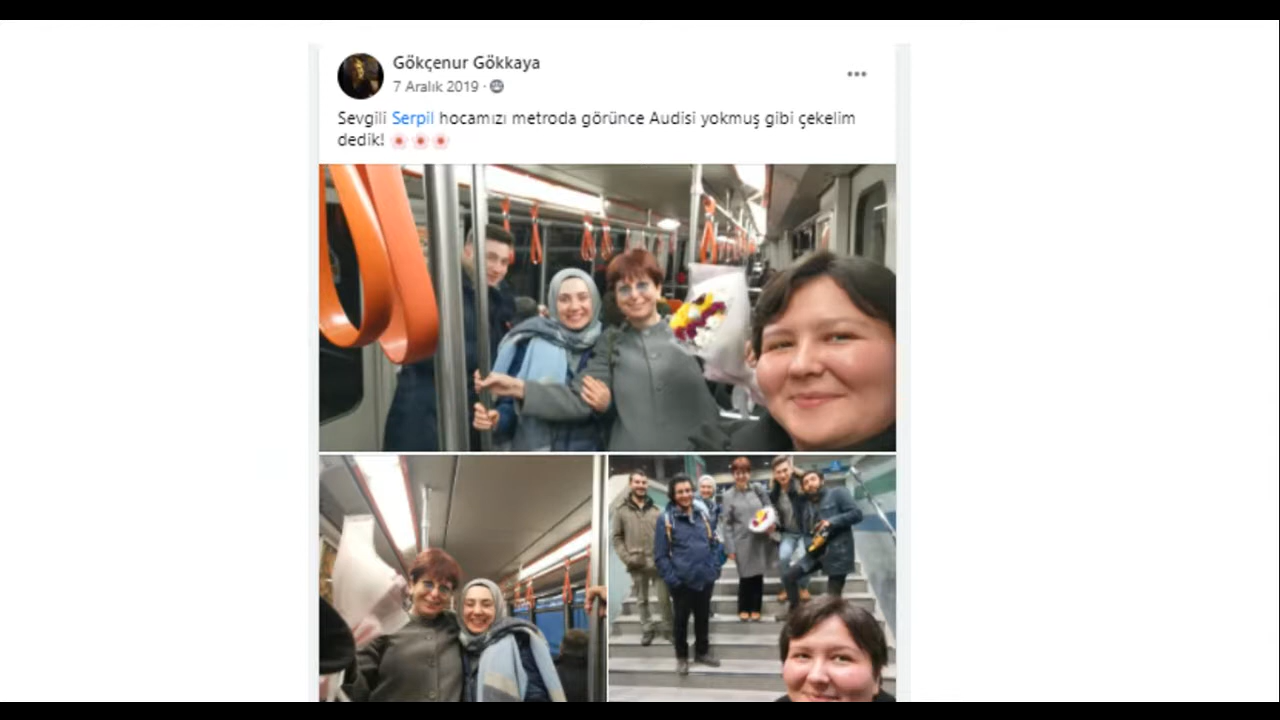 Gökçenur Gökkaya
7 Aralık 2019 ·
Sevgili Serpil hocamızı metroda görünce Audisi yokmuş gibi çekelim
dedik!